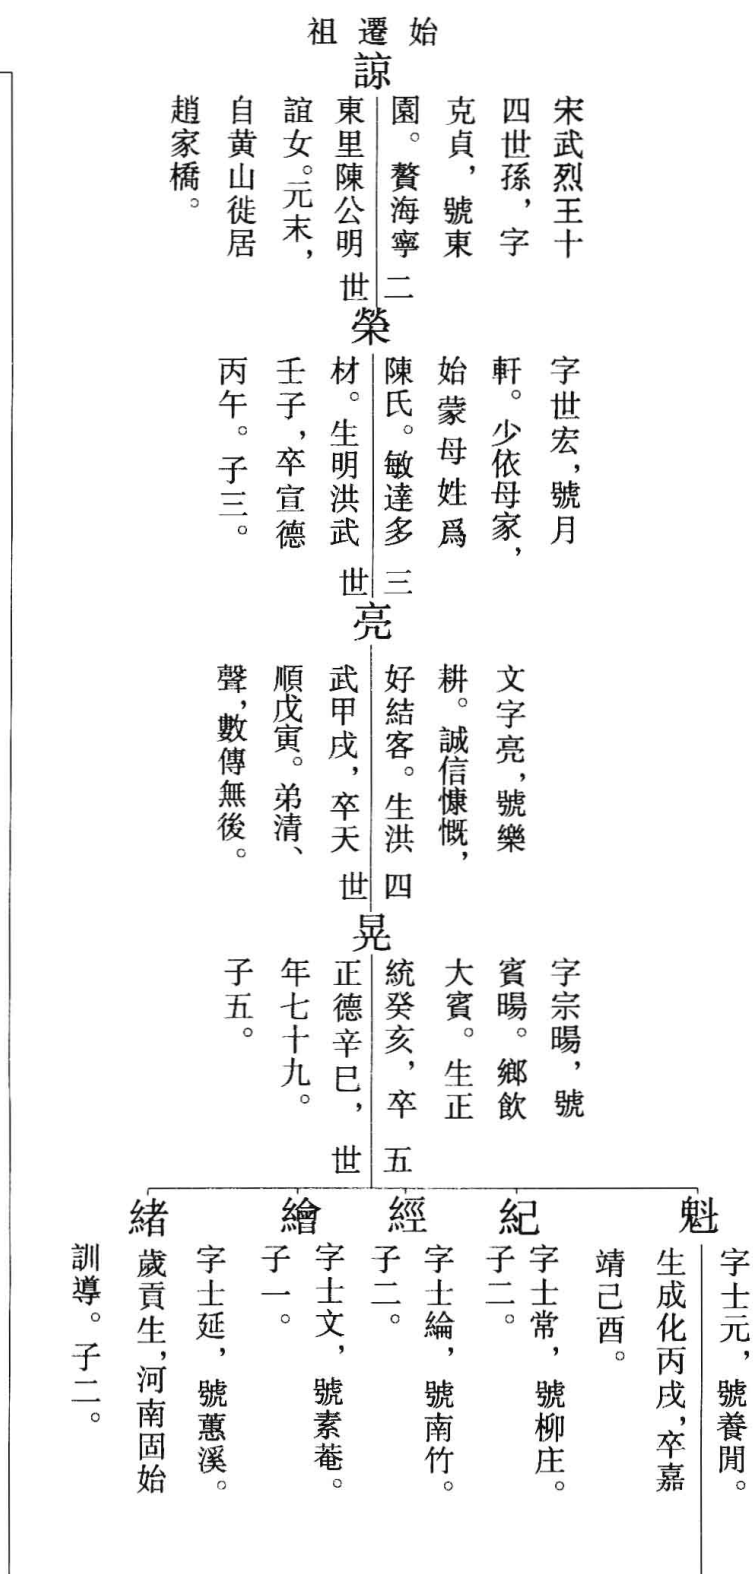 始遷祖
諒
宋武烈王十
四世孫，字
克貞，號東
園。贅海寧
東里陳公明
誼女。元末，
自黄山徙居
趙家橋。
二世
榮
字世宏，號月
軒。少依母家，
始蒙母姓爲
陳氏。敏達多
材。生明洪武
壬子，卒宣德
丙午。子三。
三世
亮
文字亮，號樂
耕。誠信慷慨，
好結客。生洪
武甲戌，卒天
順戊寅。弟清、
聲，數傳無後。
四世
晃
字宗暘，號
賓暘。鄉飲
大賓。生正
統癸亥，卒
正德辛巳，
年七十九。
子五。
五世
魁
字士元，號養閒。
生成化丙戌，卒嘉
靖己酉。
紀
字士常，號柳庄。
子二。
經
字士綸，號南竹。
子二。
繪
字士文，號素菴。
子一。
緒
字士延，號蕙溪。
歲貢生，河南固始
訓導。子二。